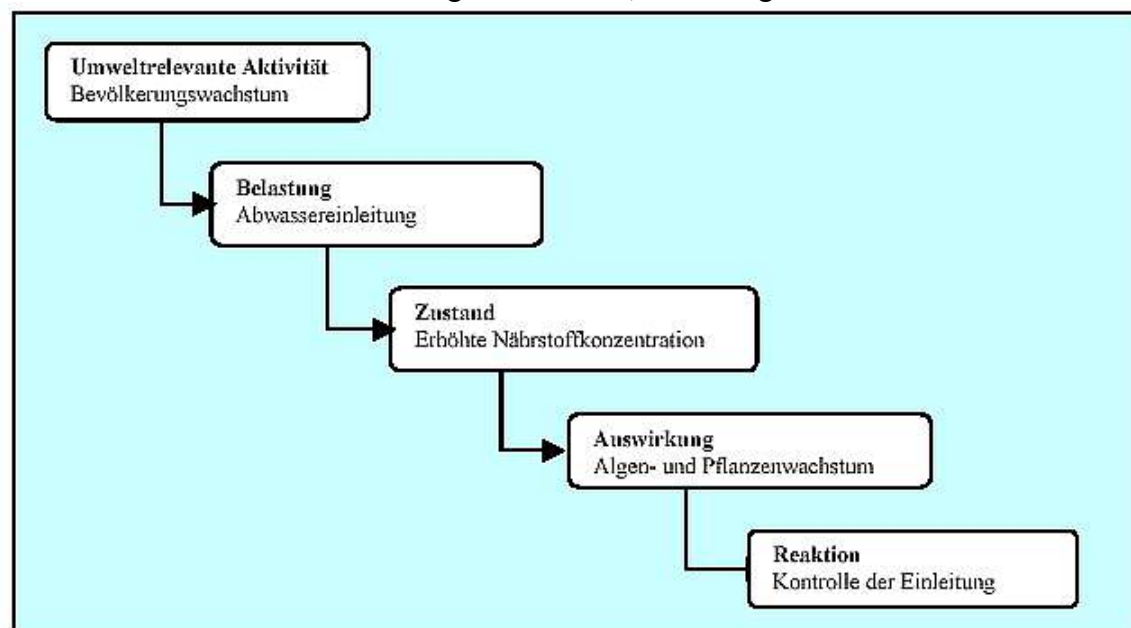 Umweltrelevante Aktivität
Bevölkerungswachstum
Belastung
Abwassereinleitung
Zustand
Erhöhte Nährstoffkonzentration
Auswirkung
Algen- und Pflanzenwachstum
Reaktion
Kontrolle der Einleitung